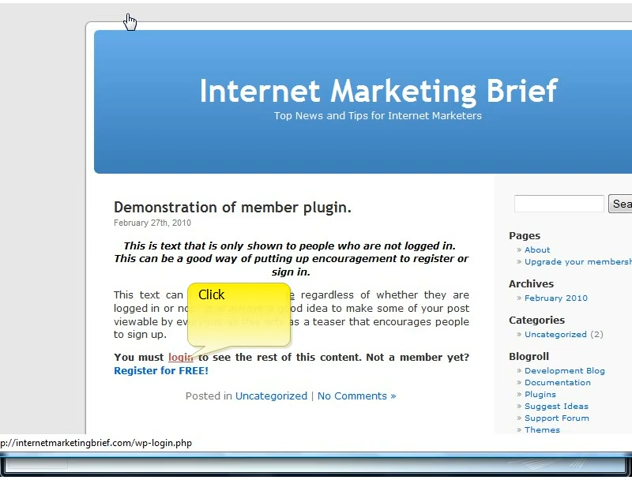 Internet Marketing Brief
Top News and Tips for Internet Marketers
Demonstration of member plugin.
February 27th, 2010
This is text that is only shown to people who are not logged in.
This can be a good way of putting up encouragement to register or
sign in.
This text can regardless of whether they are
logged in or no good idea to make some of your post
viewable by as a teaser that encourages people
to sign up.
Click
You must login to see the rest of this content. Not a member yet?
Register for FREE!
Posted in Uncategorized | No Comments »
Sea
Pages
» About
» Upgrade your membersh
Archives
» February 2010
Categories
» Uncategorized (2)
Blogroll
» Development Blog
» Documentation
» Plugins
» Suggest Ideas
» Support Forum
» Themes
p://internetmarketingbrief.com/wp-login.php